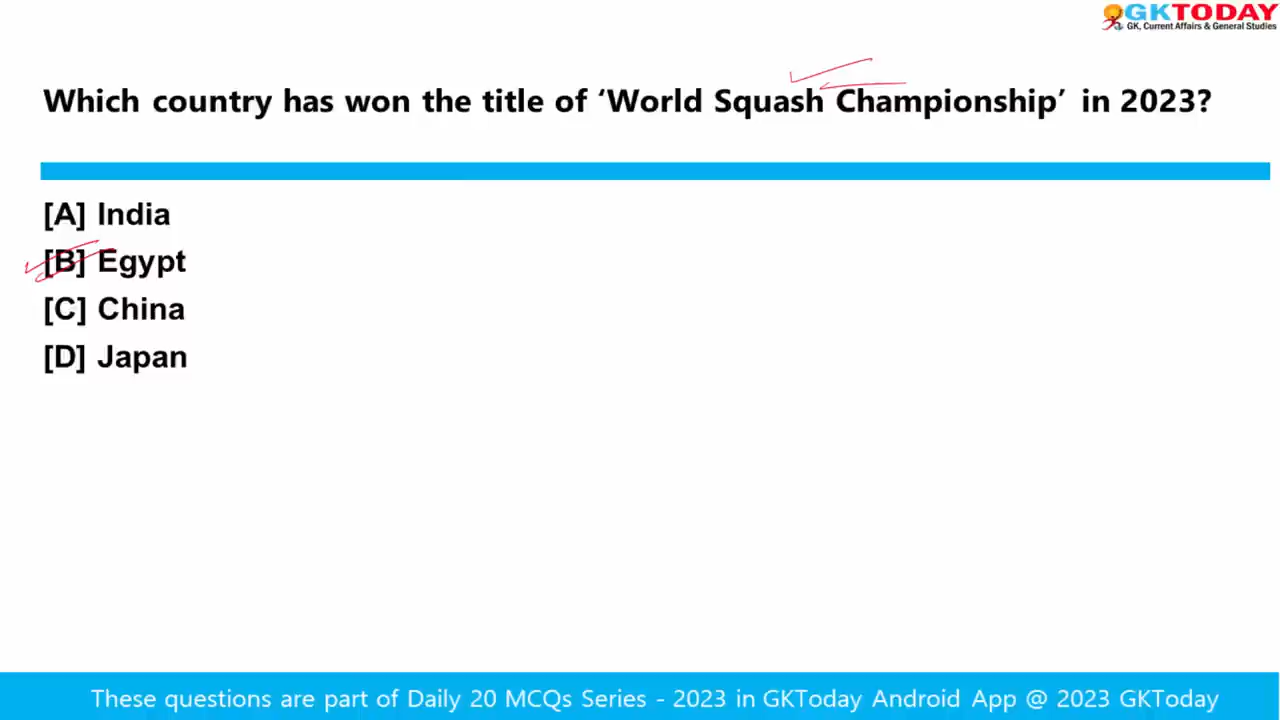 GKTODAY
GK, Current Affairs & General Studies
Which country has won the title of ‘World Squash Championship’ in 2023?
[A] India
[B] Egypt
[C] China
[D] Japan
These questions are part of Daily 20 MCQs Series - 2023 in GKToday Android App @ 2023 GKToday